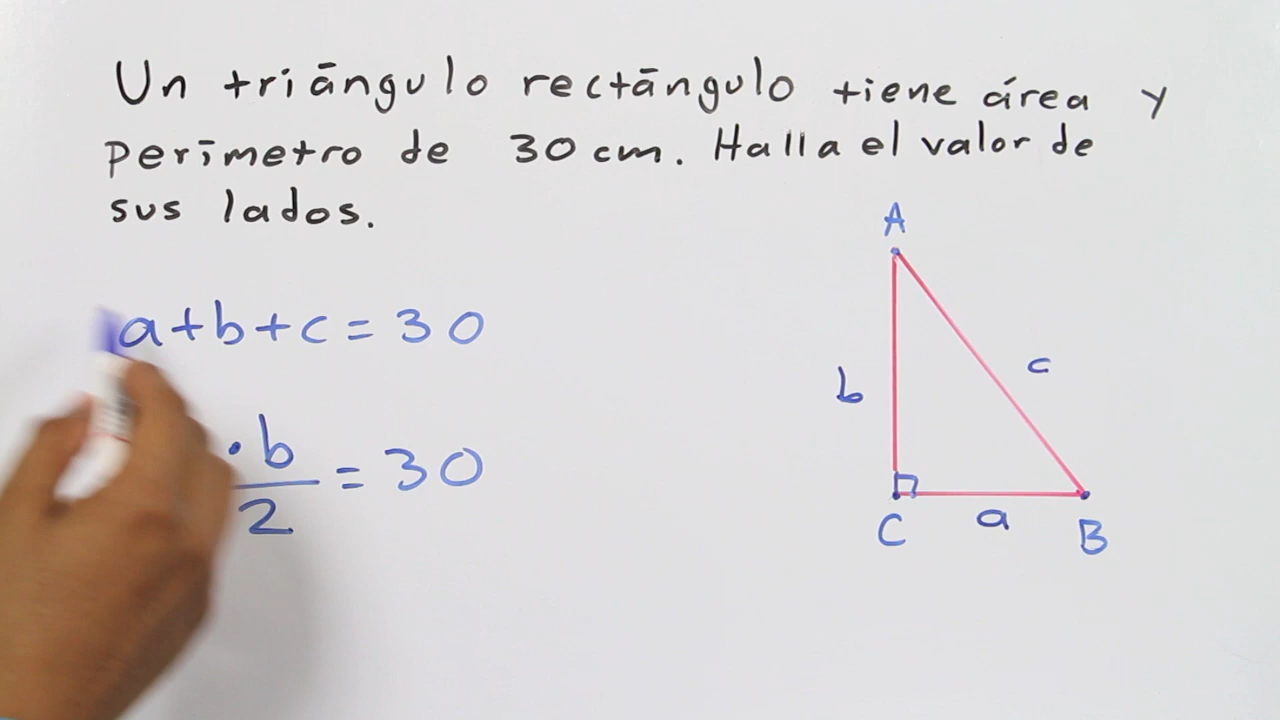 Un triángulo rectángulo tiene área y
perímetro de 30 cm. Halla el valor de
sus lados.
A
a+b+c=30
c
b
·b
= 30
2
C
a
B